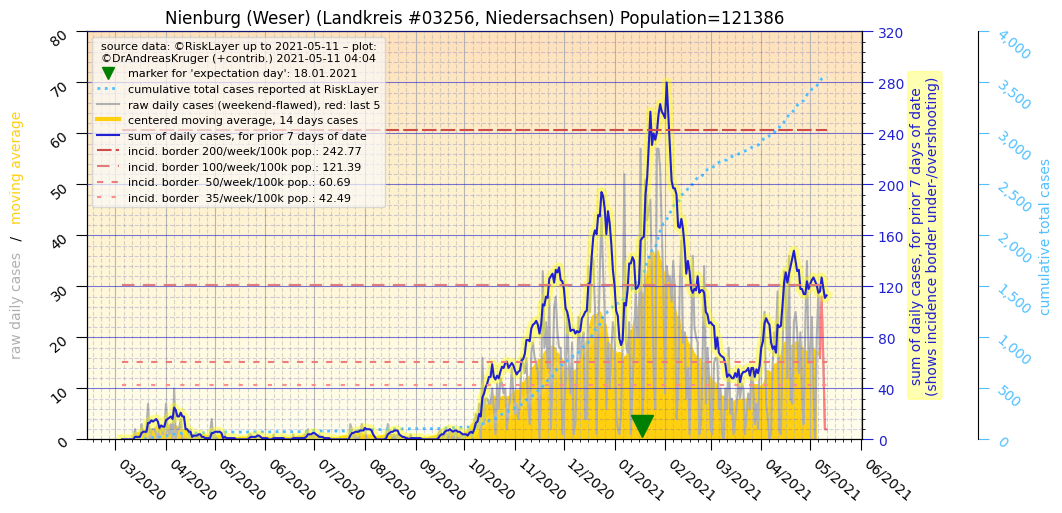 Nienburg (Weser) (Landkreis #03256, Niedersachsen) Population=121386
source data: ©RiskLayer up to 2021-05-11 – plot:
©DrAndreasKruger (+contrib.) 2021-05-11 04:04
marker for 'expectation day': 18.01.2021
cumulative total cases reported at RiskLayer
raw daily cases (weekend-flawed), red: last 5
centered moving average, 14 days cases
sum of daily cases, for prior 7 days of date
incid. border 200/week/100k pop.: 242.77
incid. border 100/week/100k pop.: 121.39
incid. border  50/week/100k pop.: 60.69
incid. border  35/week/100k pop.: 42.49
raw daily cases / moving average
80
70
60
50
40
30
20
10
0
03/2020
04/2020
05/2020
06/2020
07/2020
08/2020
09/2020
10/2020
11/2020
12/2020
01/2021
02/2021
03/2021
04/2021
05/2021
06/2021
320
280
240
200
160
120
80
40
0
sum of daily cases, for prior 7 days of date
(shows incidence border under-/overshooting)
4,000
3,500
3,000
2,500
2,000
1,500
1,000
500
0
cumulative total cases